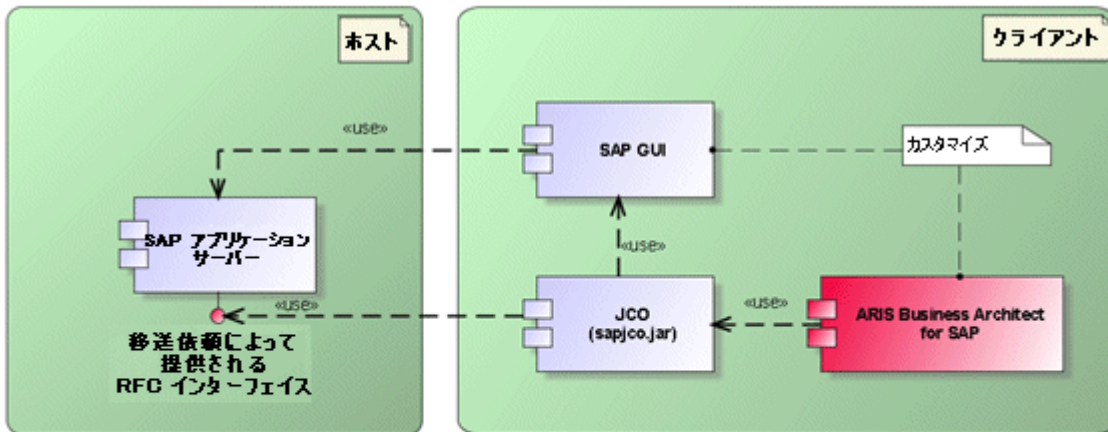 ホスト
クライアント
«use»
SAP GUI
カスタマイズ
SAP アプリケーション
サーバー
«use»
«use»
JCO
(sapjco.jar)
«use»
ARIS Business Architect
for SAP
移送依頼によって
提供される
RFC インターフェイス